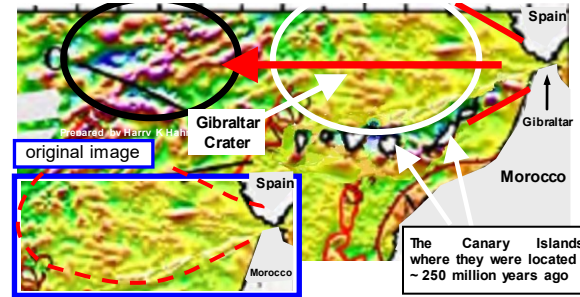 Spain
C
Gibraltar
Crater
Gibraltar
Prepared by Harry K Hahn
original image
Morocco
Spain
Morocco
The Canary Islands
where they were located
~ 250 million years ago